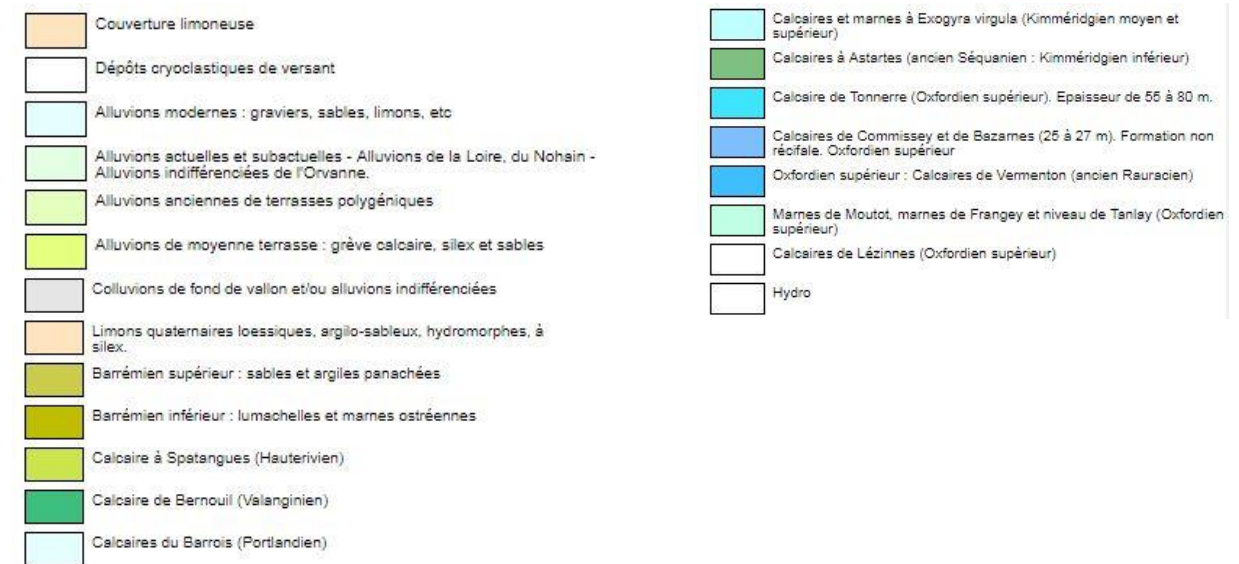 Couverture limoneuse
Dépôts cryoclastiques de versant
Alluvions modernes : graviers, sables, limons, etc
Alluvions actuelles et subactuelles - Alluvions de la Loire, du Nohain -
Alluvions indifférenciées de l'Orvanne.
Alluvions anciennes de terrasses polygéniques
Alluvions de moyenne terrasse : grève calcaire, silex et sables
Colluvions de fond de vallon et/ou alluvions indifférenciées
Limons quaternaires loessiques, argilo-sableux, hydromorphes, à
silex.
Barrémien supérieur : sables et argiles panachées
Barrémien inférieur : lumachelles et marnes ostréennes
Calcaire à Spatangues (Hauterivien)
Calcaire de Bernouil (Valanginien)
Calcaires du Barrois (Portlandien)
Calcaires et marnes à Exogyra virgula (Kimméridgien moyen et
supérieur)
Calcaires à Astartes (ancien Séquanien : Kimméridgien inférieur)
Calcaire de Tonnerre (Oxfordien supérieur). Epaisseur de 55 à 80 m.
Calcaires de Commissey et de Bazarnes (25 à 27 m). Formation non
récifale. Oxfordien supérieur
Oxfordien supérieur : Calcaires de Vermenton (ancien Rauracien)
Marnes de Moutot, marnes de Frangey et niveau de Tanlay (Oxfordien
supérieur)
Calcaires de Lézinnes (Oxfordien supèrieur)
Hydro